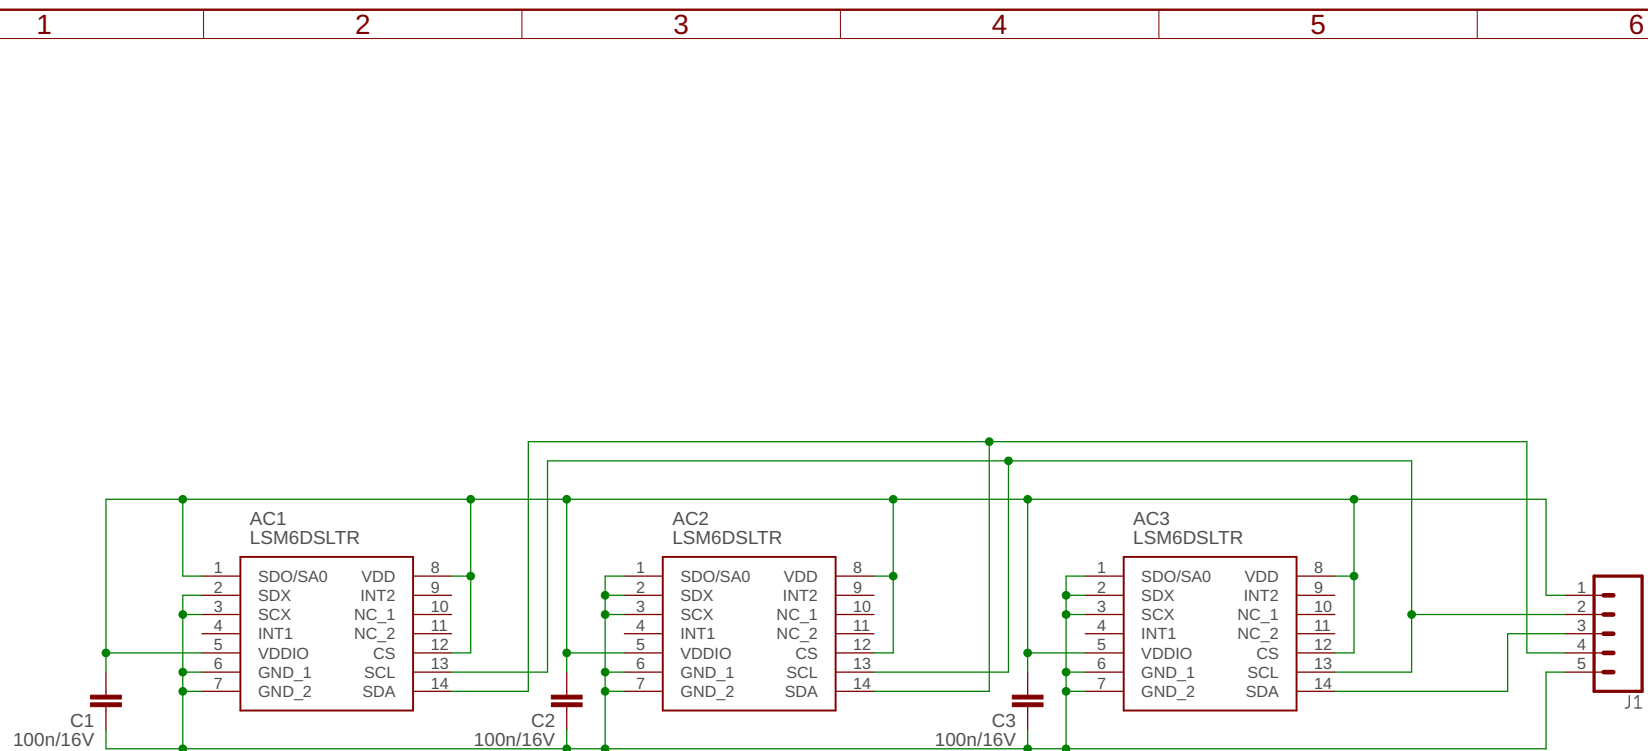 1 2 3 4 5 6
AC1
LSM6DSLTR
1 SDO/SA0 VDD 8
2 SDX INT2 9
3 SCX NC_1 10
4 INT1 NC_2 11
5 VDDIO CS 12
6 GND_1 SCL 13
7 GND_2 SDA 14
C1
100n/16V
AC2
LSM6DSLTR
1 SDO/SA0 VDD 8
2 SDX INT2 9
3 SCX NC_1 10
4 INT1 NC_2 11
5 VDDIO CS 12
6 GND_1 SCL 13
7 GND_2 SDA 14
C2
100n/16V
AC3
LSM6DSLTR
1 SDO/SA0 VDD 8
2 SDX INT2 9
3 SCX NC_1 10
4 INT1 NC_2 11
5 VDDIO CS 12
6 GND_1 SCL 13
7 GND_2 SDA 14
C3
100n/16V
1
2
3
4
5
J1